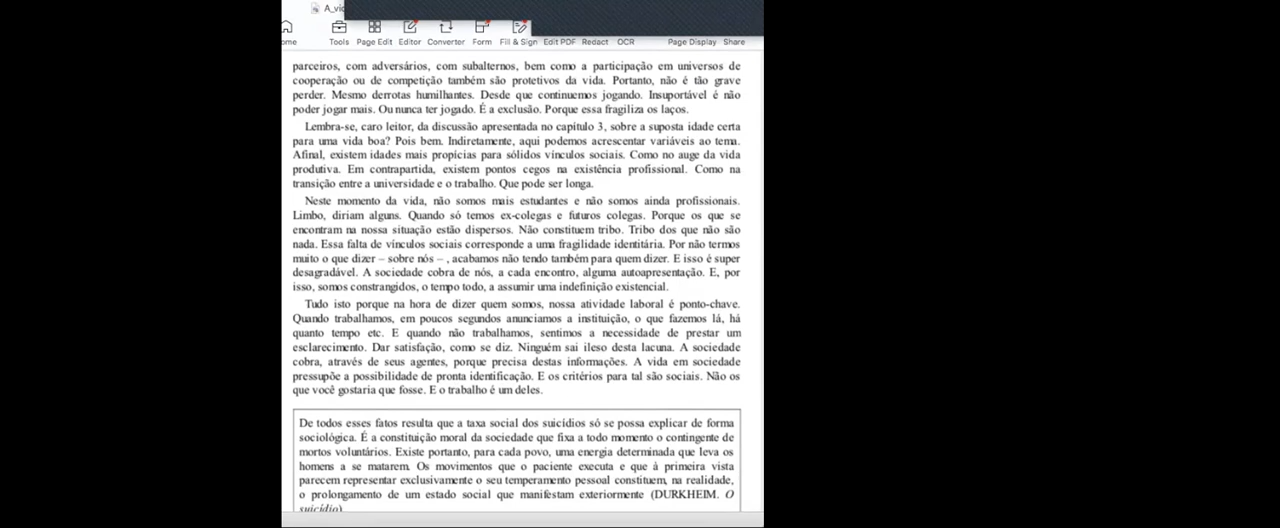 A_vi
ome Tools Page Edit Editor Converter Form Fill & Sign Edit PDF Redact OCR Page Display Share
parceiros, com adversários, com subalternos, bem como a participação em universos de
cooperação ou de competição também são protetivos da vida. Portanto, não é tão grave
perder. Mesmo derrotas humilhantes. Desde que continuemos jogando. Insuportável é não
poder jogar mais. Ou nunca ter jogado. É a exclusão. Porque essa fragiliza os laços.
Lembra-se, caro leitor, da discussão apresentada no capítulo 3, sobre a suposta idade certa
para uma vida boa? Pois bem. Indiretamente, aqui podemos acrescentar variáveis ao tema.
Afinal, existem idades mais propícias para sólidos vínculos sociais. Como no auge da vida
produtiva. Em contrapartida, existem pontos cegos na existência profissional. Como na
transição entre a universidade e o trabalho. Que pode ser longa.
Neste momento da vida, não somos mais estudantes e não somos ainda profissionais.
Limbo, diriam alguns. Quando só temos ex-colegas e futuros colegas. Porque os que se
encontram na nossa situação estão dispersos. Não constituem tribo. Tribo dos que não são
nada. Essa falta de vínculos sociais corresponde a uma fragilidade identitária. Por não termos
muito o que dizer – sobre nós – , acabamos não tendo também para quem dizer. E isso é super
desagradável. A sociedade cobra de nós, a cada encontro, alguma autoapresentação. E, por
isso, somos constrangidos, o tempo todo, a assumir uma indefinição existencial.
Tudo isto porque na hora de dizer quem somos, nossa atividade laboral é ponto-chave.
Quando trabalhamos, em poucos segundos anunciamos a instituição, o que fazemos lá, há
quanto tempo etc. E quando não trabalhamos, sentimos a necessidade de prestar um
esclarecimento. Dar satisfação, como se diz. Ninguém sai ileso desta lacuna. A sociedade
cobra, através de seus agentes, porque precisa destas informações. A vida em sociedade
pressupõe a possibilidade de pronta identificação. E os critérios para tal são sociais. Não os
que você gostaria que fosse. E o trabalho é um deles.
De todos esses fatos resulta que a taxa social dos suicídios só se possa explicar de forma
sociológica. É a constituição moral da sociedade que fixa a todo momento o contingente de
mortos voluntários. Existe portanto, para cada povo, uma energia determinada que leva os
homens a se matarem. Os movimentos que o paciente executa e que à primeira vista
parecem representar exclusivamente o seu temperamento pessoal constituem, na realidade,
o prolongamento de um estado social que manifestam exteriormente (DURKHEIM. O
suicídio)